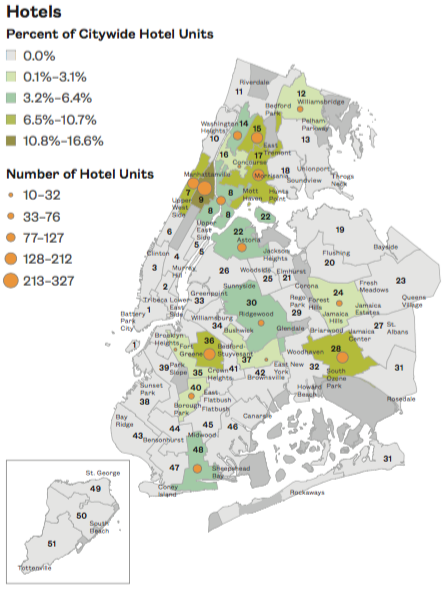 Hotels
Percent of Citywide Hotel Units
0.0%
0.1%–3.1%
3.2%–6.4%
6.5%–10.7%
10.8%–16.6%
Number of Hotel Units
10–32
33–76
77–127
128–212
213–327
Riverdale
11
12
Williamsbridge
Bedford
Park
Washington
Heights
14
10
15
Pelham
Parkway
13
East
Tremont
16
17
Concourse
18
Unionport
Soundview
Throgs
Neck
Manhattanville
Morrisania
7
9
8
Mott
Haven
Hunts
Point
Upper
West
Side
8
8
22
Upper
East
Side
6
22
Astoria
19
Bayside
Flushing
20
Clinton
4
5
5
Jackson
Heights
3
Murray
Hill
26
Woodside
Elmhurst
25
21
Sunnyside
Corona
Fresh
Meadows
23
Queens
Village
2
Greenpoint
33
30
Rego
Park
Forest
Hills
24
Tribeca
Lower
East
Side
29
Jamaica
Hills
Jamaica
Estates
Battery
Park
City
1
Williamsburg
34
Ridgewood
Bushwick
Glendale
Briarwood
Jamaica
Center
27
St.
Albans
1
Brooklyn
Heights
36
Fort
Greene
Bedford-
Stuyvesant
37
Woodhaven
28
39
Park
Slope
35
Crown
Heights
41
42
Brownsville
East New
York
32
South
Ozone
Park
31
Sunset
Park
38
40
East
Flatbush
Flatbush
Howard
Beach
Rosedale
Borough
Park
Bay
Ridge
43
44
Bensonhurst
45
Midwood
46
Canarsie
48
47
Sheepshead
Bay
Coney
Island
31
Rockaways
St. George
49
50
South
Beach
51
Tottenville